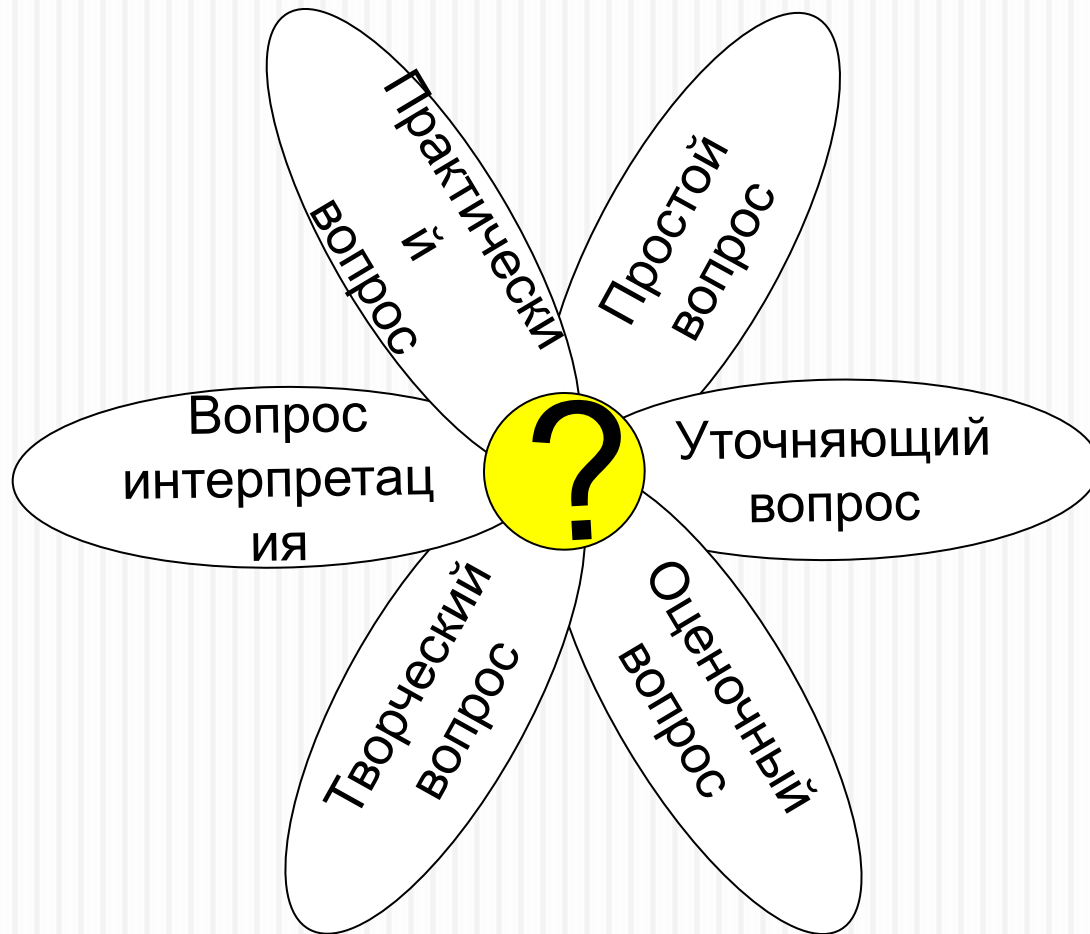 Практически
й
вопрос
Простой
вопрос
Вопрос
интерпретац
ия
?
Уточняющий
вопрос
Творческий
вопрос
Оценочный
вопрос